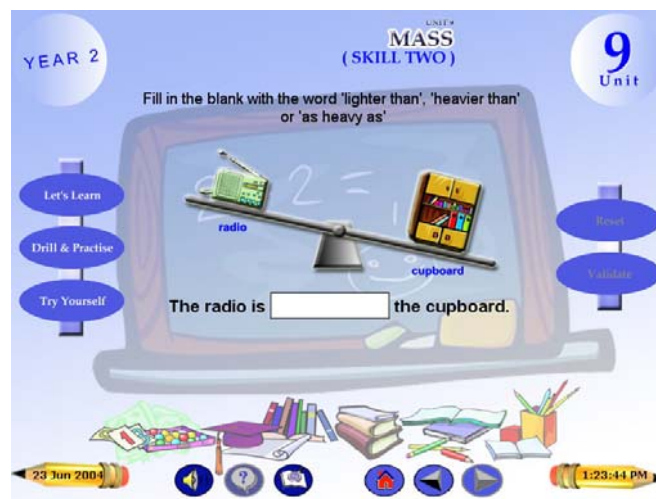 YEAR 2
UNIT 9
MASS
( SKILL TWO )
9
Unit
Fill in the blank with the word 'lighter than', 'heavier than'
or 'as heavy as'
Let's Learn
Drill & Practise
Try Yourself
radio
cupboard
Reset
Validate
The radio is
the cupboard.
23 Jun 2004
1:23:44 PM